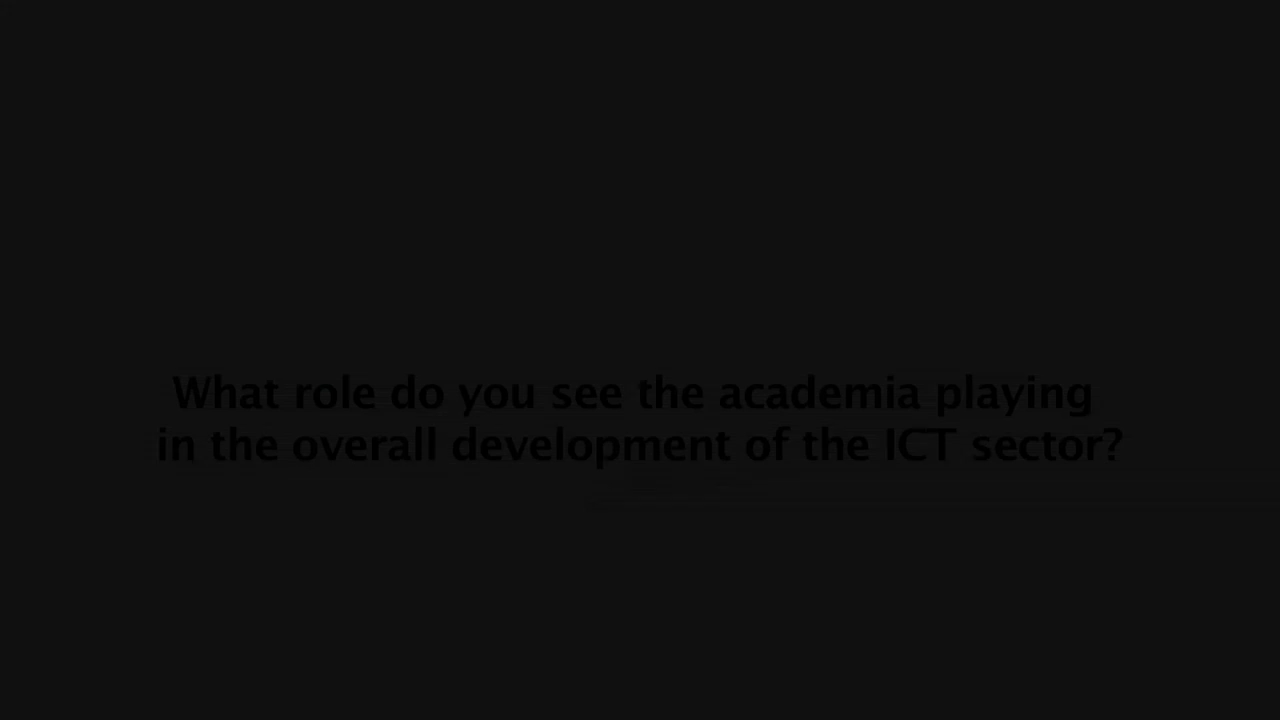 What role do you see the academia playing
in the overall development of the ICT sector?